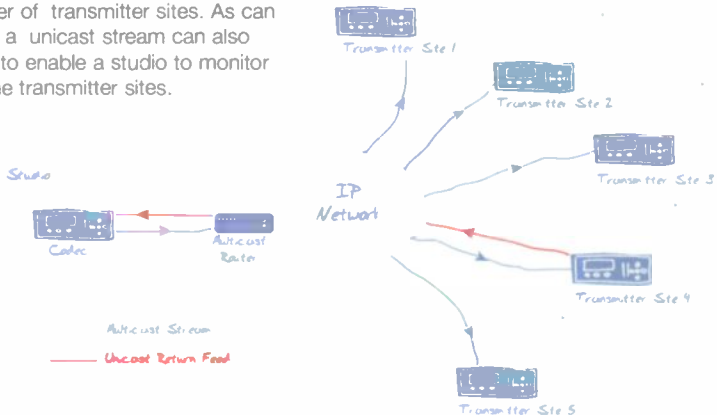 er of transmitter sites. As can
a unicast stream can also
to enable a studio to monitor
ne transmitter sites.
Transmitter Site 1
Transmitter Site 2
Transmitter Site 3
Studio
IP
Network
Codec
Multicast
Router
Transmitter Site 4
Multicast Stream
Unicast Return Feed
Transmitter Site 5